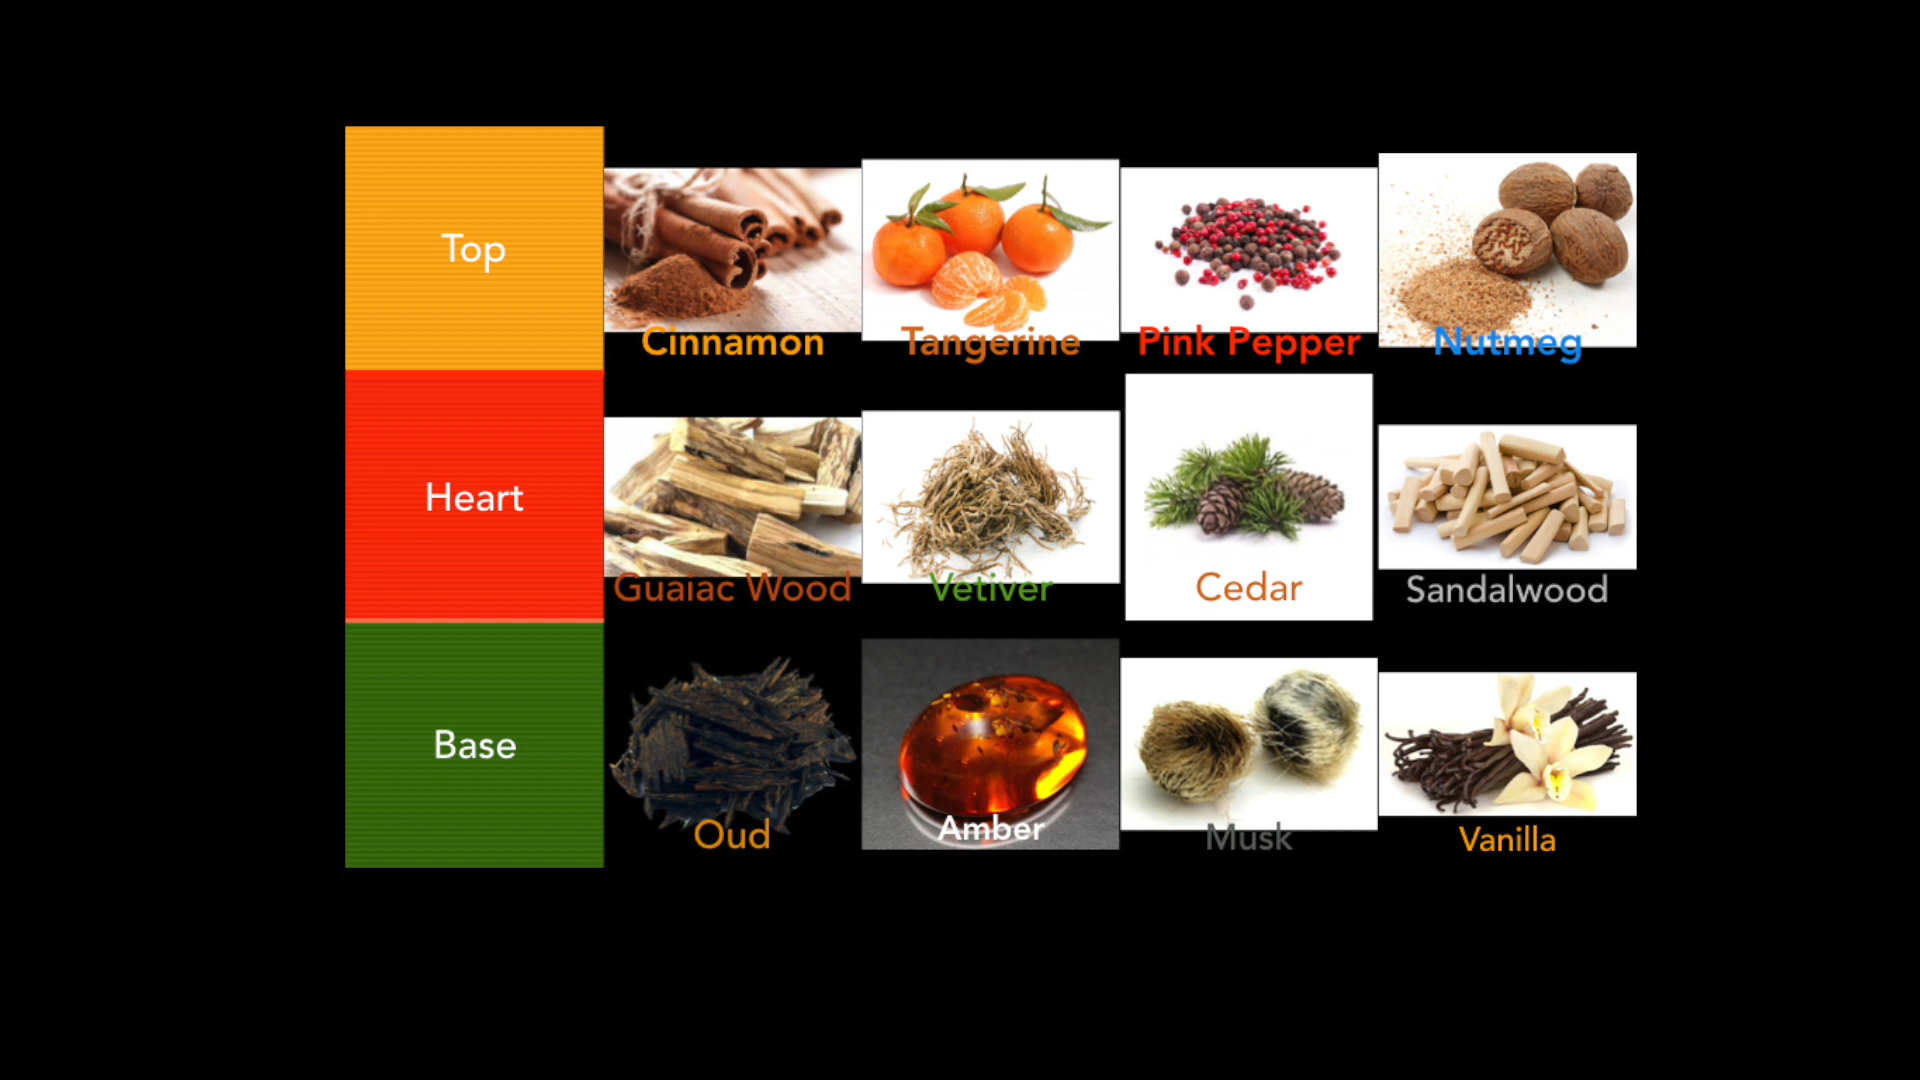 Top
Cinnamon
Tangerine
Pink Pepper
Nutmeg
Heart
Guaiac Wood
Vetiver
Cedar
Sandalwood
Base
Oud
Amber
Musk
Vanilla